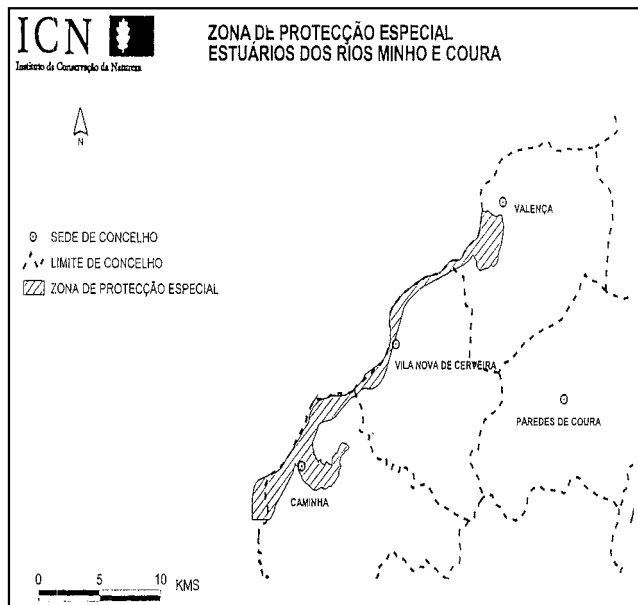 ICN
Instituto da Conservação da Natureza
ZONA DE PROTECÇÃO ESPECIAL
ESTUÁRIOS DOS RIOS MINHO E COURA
N
VALENÇA
SEDE DE CONCELHO
LIMITE DE CONCELHO
ZONA DE PROTECÇÃO ESPECIAL
VILA NOVA DE CERVEIRA
PAREDES DE COURA
CAMINHA
0 5 10 KMS